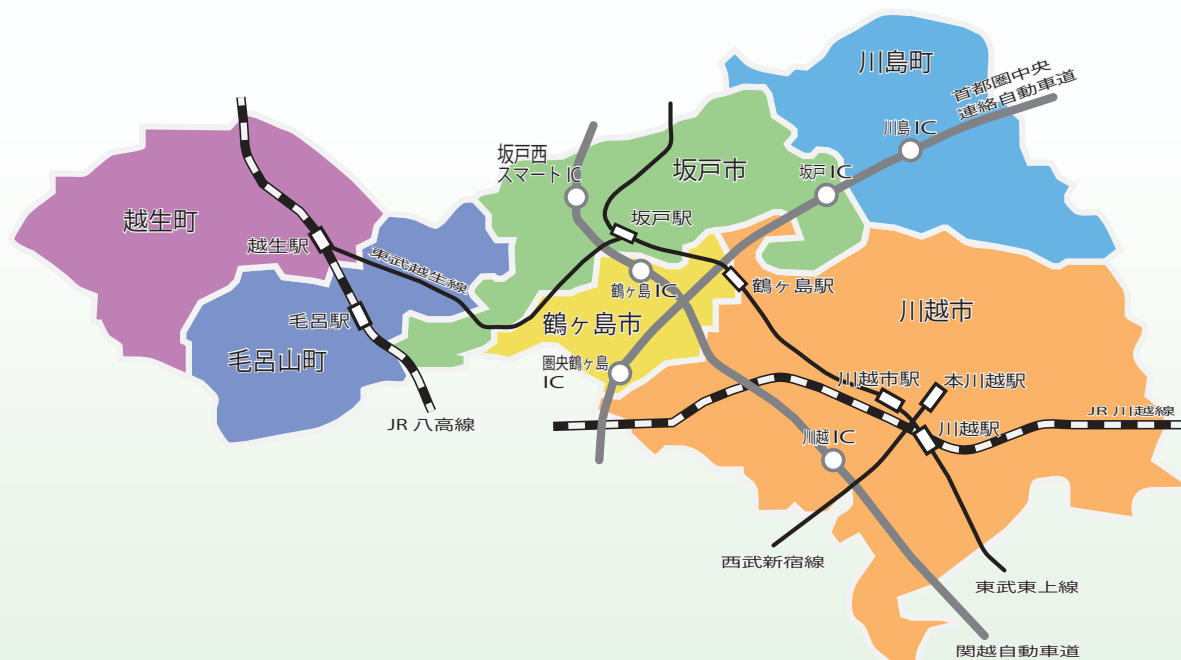 川島町
首都圏中央
連絡自動車道
川島 IC
坂戸西
スマート IC
坂戸市
坂戸 IC
越生町
坂戸駅
越生駅
東武越生線
鶴ヶ島 IC
鶴ヶ島駅
毛呂駅
鶴ヶ島市
川越市
毛呂山町
圏央鶴ヶ島
IC
川越市駅
本川越駅
JR 八高線
JR 川越線
川越 IC
川越駅
西武新宿線
東武東上線
関越自動車道